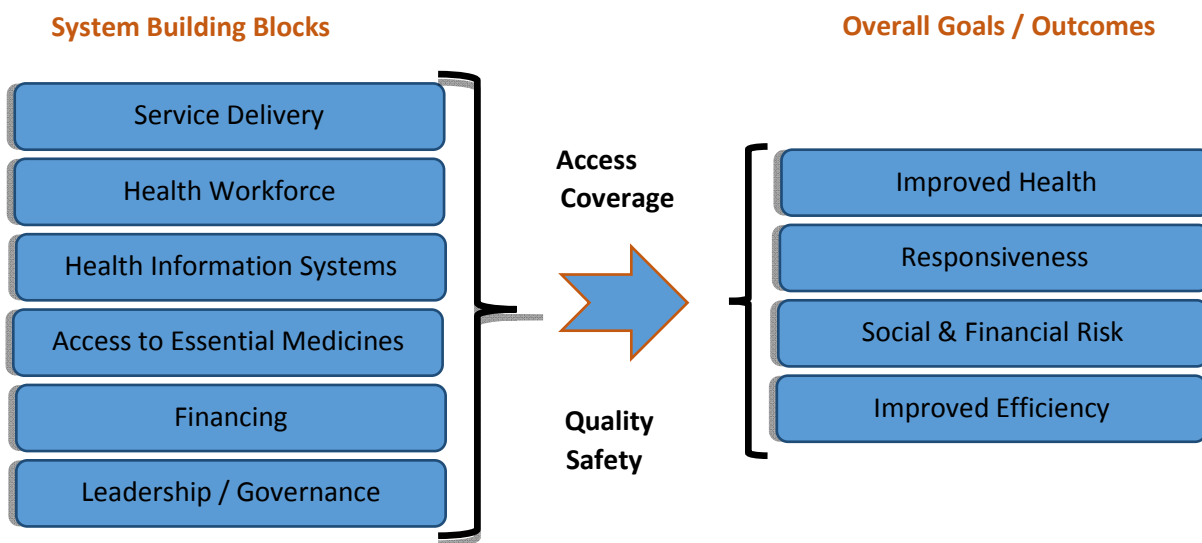 System Building Blocks
Overall Goals / Outcomes
Service Delivery
Health Workforce
Health Information Systems
Access to Essential Medicines
Financing
Leadership / Governance
Access
Coverage
Quality
Safety
Improved Health
Responsiveness
Social & Financial Risk
Improved Efficiency